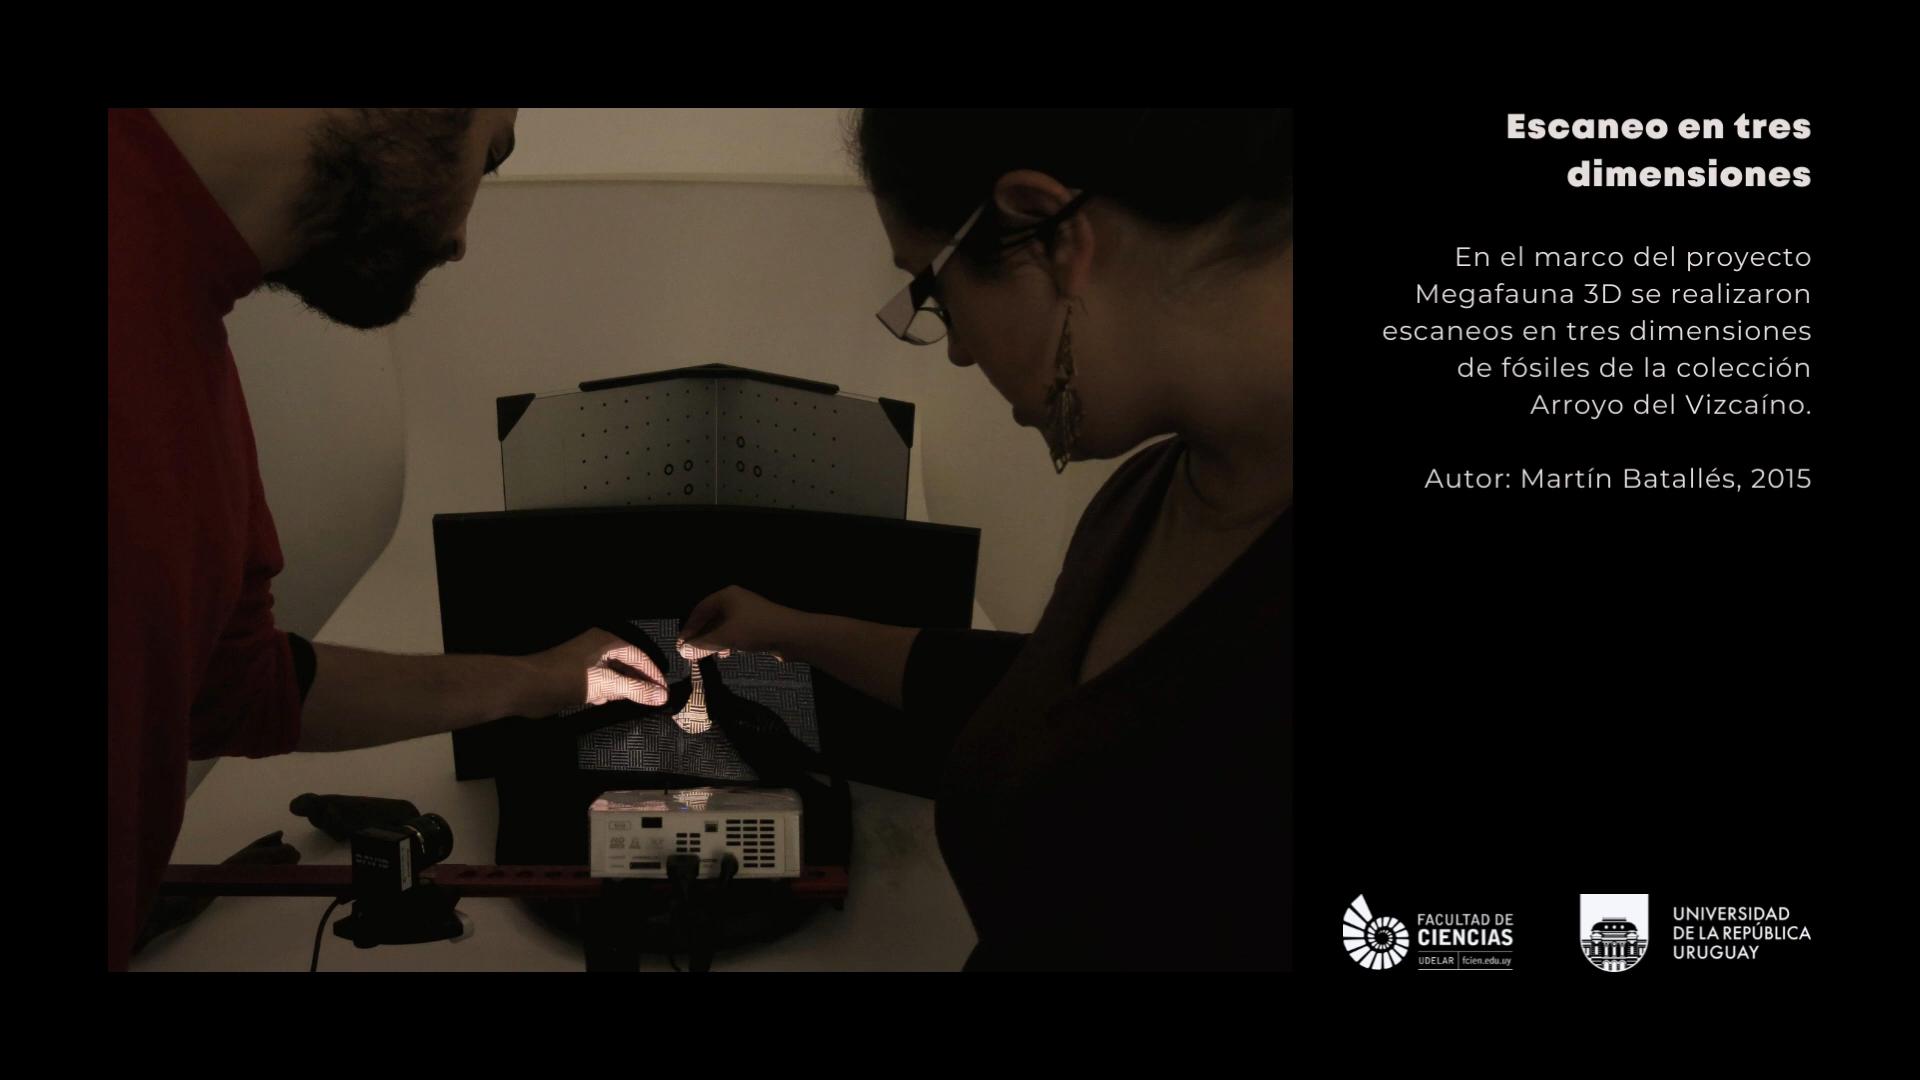 Escaneo en tres
dimensiones
En el marco del proyecto
Megafauna 3D se realizaron
escaneos en tres dimensiones
de fósiles de la colección
Arroyo del Vizcaíno.
Autor: Martín Batallés, 2015
FACULTAD DE
CIENCIAS
UDELAR | fcien.edu.uy
UNIVERSIDAD
DE LA REPÚBLICA
URUGUAY